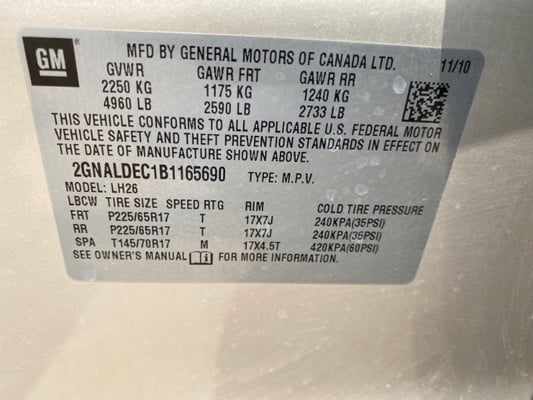 GM
MFD BY GENERAL MOTORS OF CANADA LTD. 11/10
GVWR GAWR FRT GAWR RR
2250 KG 1175 KG 1240 KG
4960 LB 2590 LB 2733 LB
THIS VEHICLE CONFORMS TO ALL APPLICABLE U.S. FEDERAL MOTOR
VEHICLE SAFETY AND THEFT PREVENTION STANDARDS IN EFFECT ON
THE DATE OF MANUFACTURE SHOWN ABOVE.
2GNALDEC1B1165690 TYPE: M.P.V.
MODEL: LH26
LBCW TIRE SIZE SPEED RTG RIM COLD TIRE PRESSURE
FRT P225/65R17 T 17X7J 240KPA(35PSI)
RR P225/65R17 T 17X7J 240KPA(35PSI)
SPA T145/70R17 M 17X4.5T 420KPA(60PSI)
SEE OWNER'S MANUAL i FOR MORE INFORMATION.